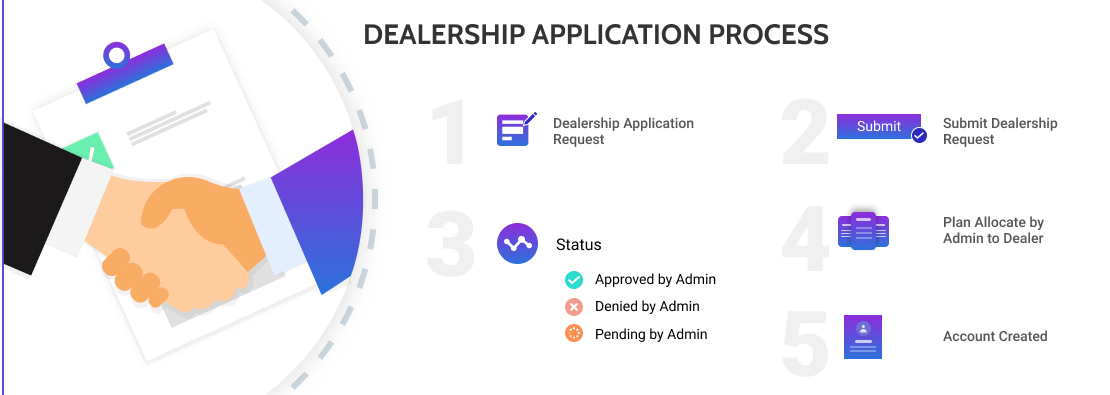 DEALERSHIP APPLICATION PROCESS
1
Dealership Application
Request
2
Submit
Submit Dealership
Request
3
Status
Approved by Admin
Denied by Admin
Pending by Admin
4
Plan Allocate by
Admin to Dealer
5
Account Created